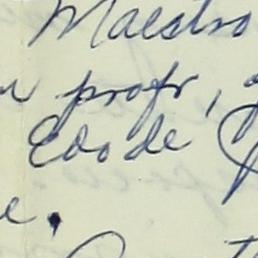 Maestro
profr,
Edo de
e.